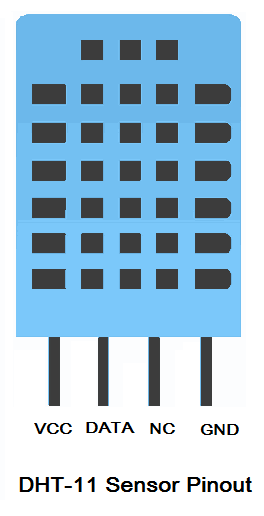 VCC DATA NC GND
DHT-11 Sensor Pinout